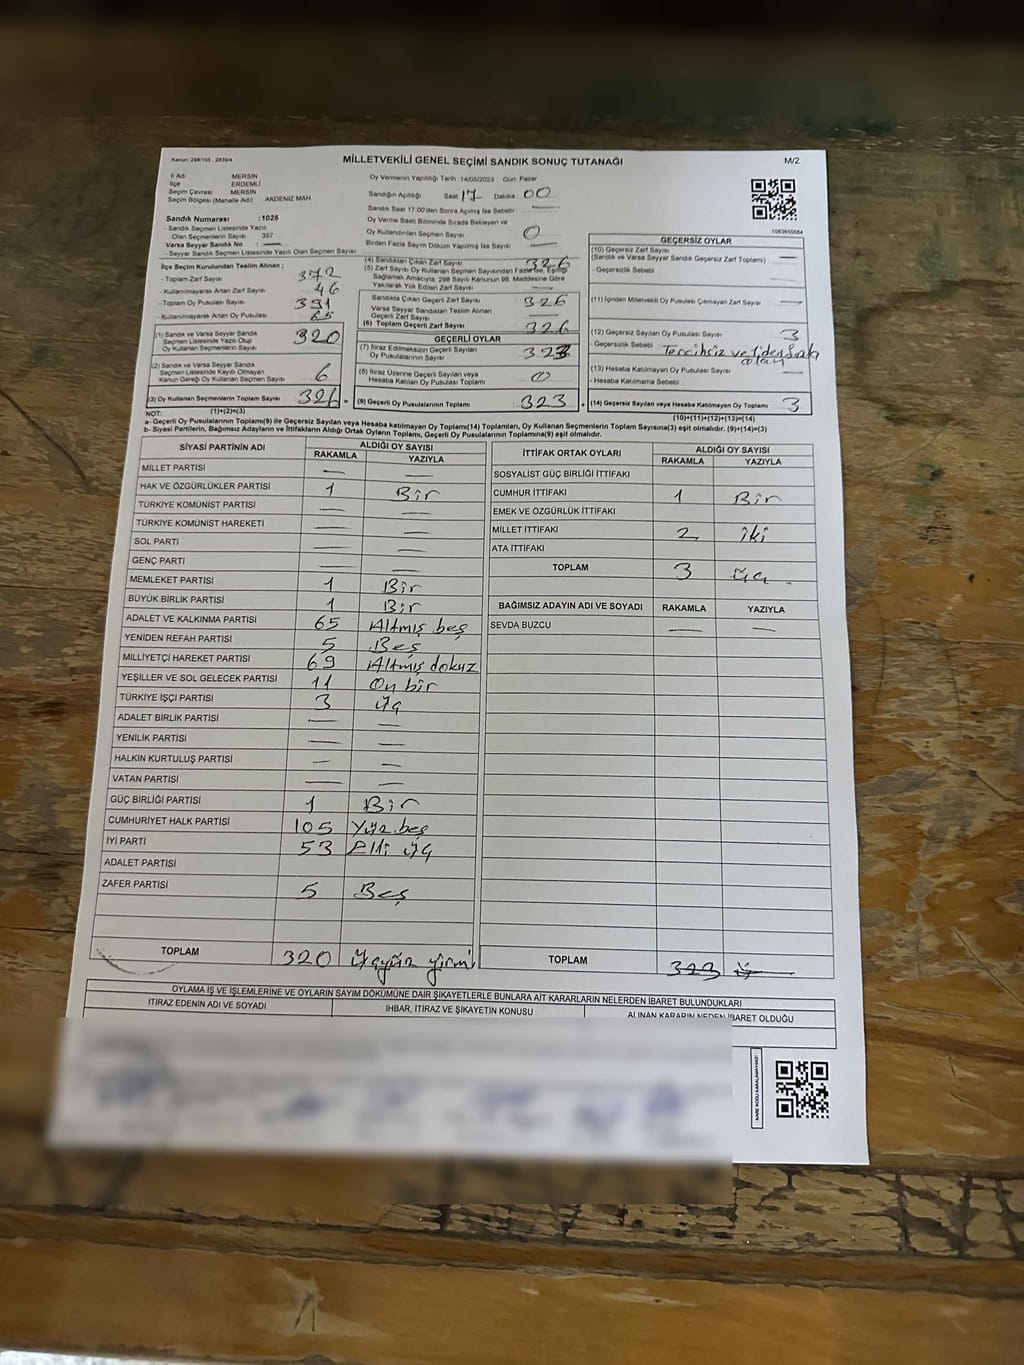 Kanun: 298/105 , 2839/4
MİLLETVEKİLİ GENEL SEÇİMİ SANDIK SONUÇ TUTANAĞI
M/2
İl Adı MERSİN
İlçe ERDEMLİ
Seçim Çevresi MERSİN
Seçim Bölgesi (Mahalle Adı) AKDENİZ MAH
Sandık Numarası :1025
- Sandık Seçmen Listesinde Yazılı
Olan Seçmenlerin Sayısı 357
Varsa Seyyar Sandık No :
- Seyyar Sandık Seçmen Listesinde Yazılı Olan Seçmen Sayısı
Oy Vermenin Yapıldığı Tarih :14/05/2023 Gün Pazar
Sandığın Açıldığı Saat 17 Dakika 00
Sandık Saat 17.00'den Sonra Açımış İse Sebebi
Oy Verme Saati Bitiminde Sırada Bekleyen ve
Oy Kullandırılan Seçmen Sayısı 0
Birden Fazla Sayım Döküm Yapılmış İse Sayısı
1083650064
İlçe Seçim Kurulundan Teslim Alınan ;
- Toplam Zarf Sayısı 372
- Kullanılmayarak Artan Zarf Sayısı 46
- Toplam Oy Pusulası Sayısı 391
- Kullanılmayarak Artan Oy Pusulası 65
(1) Sandık ve Varsa Seyyar Sandık
Seçmen Listesinde Yazılı Olup
Oy Kullanan Seçmenlerin Sayısı 320
(2) Sandık ve Varsa Seyyar Sandık
Seçmen Listesinde Kayıtlı Olmayan
Kanun Gereği Oy Kullanan Seçmen Sayısı 6
(3) Oy Kullanan Seçmenlerin Toplam Sayısı 326 =
(1)+(2)=(3)
(4) Sandıktan Çıkan Zarf Sayısı 326
(5) Zarf Sayısı Oy Kullanan Seçmen Sayısından Fazla İse, Eşitliği
Sağlamak Amacıyla, 298 Sayılı Kanunun 98. Maddesine Göre
Yakılarak Yok Edilen Zarf Sayısı
Sandıkta Çıkan Geçerli Zarf Sayısı 326
Varsa Seyyar Sandıktan Teslim Alınan
Geçerli Zarf Sayısı
(6) Toplam Geçerli Zarf Sayısı 326
GEÇERLİ OYLAR
(7) İtiraz Edilmeksizin Geçerli Sayılan
Oy Pusulalarının Sayısı 323
(8) İtiraz Üzerine Geçerli Sayılan veya
Hesaba Katılan Oy Pusulası Toplamı 0
(9) Geçerli Oy Pusulalarının Toplamı 323 +
GEÇERSİZ OYLAR
(10) Geçersiz Zarf Sayısı
(Sandık ve Varsa Seyyar Sandık Geçersiz Zarf Toplamı)
- Geçersizlik Sebebi
(11) İçinden Milletvekili Oy Pusulası Çıkmayan Zarf Sayısı
(12) Geçersiz Sayılan Oy Pusulası Sayısı 3
- Geçersizlik Sebebi Tercihsiz ve 1'den fazla olan
(13) Hesaba Katılmayan Oy Pusulası Sayısı
- Hesaba Katılmama Sebebi
(14) Geçersiz Sayılan veya Hesaba Katılmayan Oy Toplamı 3
(10)+(11)+(12)+(13)=(14)
NOT:
a- Geçerli Oy Pusulalarının Toplamı(9) ile Geçersiz Sayılan veya Hesaba katılmayan Oy Toplamı(14) Toplamları, Oy Kullanan Seçmenlerin Toplam Sayısına(3) eşit olmalıdır. (9)+(14)=(3)
b- Siyasi Partilerin, Bağımsız Adayların ve İttifakların Aldığı Ortak Oyların Toplamı, Geçerli Oy Pusulalarının Toplamına(9) eşit olmalıdır.
SİYASİ PARTİNİN ADI ALDIĞI OY SAYISI
RAKAMLA YAZIYLA
MİLLET PARTİSİ
HAK VE ÖZGÜRLÜKLER PARTİSİ 1 Bir
TÜRKİYE KOMÜNİST PARTİSİ
TÜRKİYE KOMÜNİST HAREKETİ
SOL PARTİ
GENÇ PARTİ
MEMLEKET PARTİSİ 1 Bir
BÜYÜK BİRLİK PARTİSİ 1 Bir
ADALET VE KALKINMA PARTİSİ 65 Altmış beş
YENİDEN REFAH PARTİSİ 5 Beş
MİLLİYETÇİ HAREKET PARTİSİ 69 Altmış dokuz
YEŞİLLER VE SOL GELECEK PARTİSİ 11 On bir
TÜRKİYE İŞÇİ PARTİSİ 3 Üç
ADALET BİRLİK PARTİSİ
YENİLİK PARTİSİ
HALKIN KURTULUŞ PARTİSİ
VATAN PARTİSİ
GÜÇ BİRLİĞİ PARTİSİ 1 Bir
CUMHURİYET HALK PARTİSİ 105 Yüz beş
İYİ PARTİ 53 Elli üç
ADALET PARTİSİ
ZAFER PARTİSİ 5 Beş
TOPLAM 320 Üçyüz yirmi
İTTİFAK ORTAK OYLARI ALDIĞI OY SAYISI
RAKAMLA YAZIYLA
SOSYALİST GÜÇ BİRLİĞİ İTTİFAKI
CUMHUR İTTİFAKI 1 Bir
EMEK VE ÖZGÜRLÜK İTTİFAKI
MİLLET İTTİFAKI 2 iki
ATA İTTİFAKI
TOPLAM 3 üç
BAĞIMSIZ ADAYIN ADI VE SOYADI RAKAMLA YAZIYLA
SEVDA BUZCU
TOPLAM 323
OYLAMA İŞ VE İŞLEMLERİNE VE OYLARIN SAYIM DÖKÜMÜNE DAİR ŞİKAYETLERLE BUNLARA AİT KARARLARIN NELERDEN İBARET BULUNDUKLARI
İTİRAZ EDENİN ADI VE SOYADI İHBAR, İTİRAZ VE ŞİKAYETİN KONUSU ALINAN KARARIN NEDEN İBARET OLDUĞU
KARE KODU KARALAMAYINIZ!